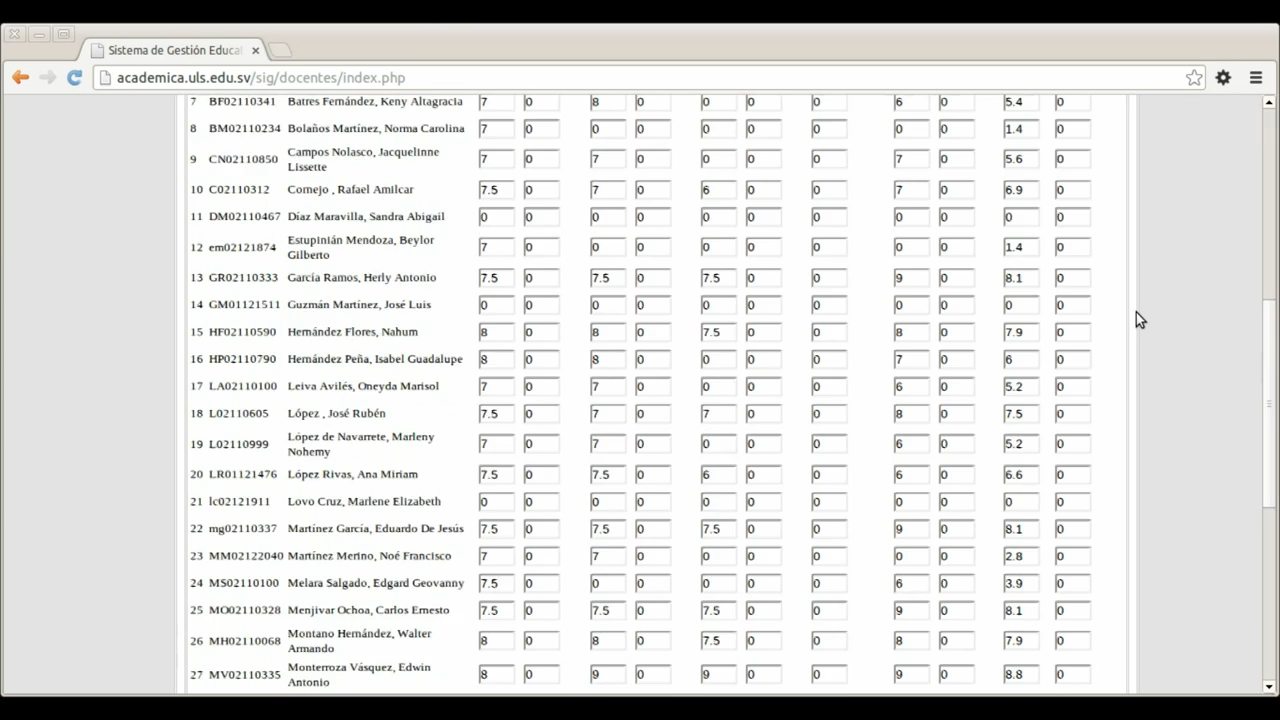 Sistema de Gestión Educa
academica.uls.edu.sv/sig/docentes/index.php
7 BF02110341 Batres Fernández, Keny Altagracia 7 0 8 0 0 0 0 6 0 5.4 0
8 BM02110234 Bolaños Martínez, Norma Carolina 7 0 0 0 0 0 0 0 0 1.4 0
Campos Nolasco, Jacquelinne
9 CN02110850 7 0 7 0 0 0 0 7 0 5.6 0
Lissette
10 C02110312 Cornejo , Rafael Amilcar 7.5 0 7 0 6 0 0 7 0 6.9 0
11 DM02110467 Díaz Maravilla, Sandra Abigail 0 0 0 0 0 0 0 0 0 0 0
Estupinián Mendoza, Beylor
12 em02121874 7 0 0 0 0 0 0 0 0 1.4 0
Gilberto
13 GR02110333 García Ramos, Herly Antonio 7.5 0 7.5 0 7.5 0 0 9 0 8.1 0
14 GM01121511 Guzmán Martínez, José Luis 0 0 0 0 0 0 0 0 0 0 0
15 HF02110590 Hernández Flores, Nahum 8 0 8 0 7.5 0 0 8 0 7.9 0
16 HP02110790 Hernández Peña, Isabel Guadalupe 8 0 8 0 0 0 0 7 0 6 0
17 LA02110100 Leiva Avilés, Oneyda Marisol 7 0 7 0 0 0 0 6 0 5.2 0
18 L02110605 López , José Rubén 7.5 0 7 0 7 0 0 8 0 7.5 0
López de Navarrete, Marleny
19 L02110999 7 0 7 0 0 0 0 6 0 5.2 0
Nohemy
20 LR01121476 López Rivas, Ana Miriam 7.5 0 7.5 0 6 0 0 6 0 6.6 0
21 lc02121911 Lovo Cruz, Marlene Elizabeth 0 0 0 0 0 0 0 0 0 0 0
22 mg02110337 Martínez García, Eduardo De Jesús 7.5 0 7.5 0 7.5 0 0 9 0 8.1 0
23 MM02122040 Martínez Merino, Noé Francisco 7 0 7 0 0 0 0 0 0 2.8 0
24 MS02110100 Melara Salgado, Edgard Geovanny 7.5 0 0 0 0 0 0 6 0 3.9 0
25 MO02110328 Menjivar Ochoa, Carlos Ernesto 7.5 0 7.5 0 7.5 0 0 9 0 8.1 0
Montano Hernández, Walter
26 MH02110068 8 0 8 0 7.5 0 0 8 0 7.9 0
Armando
Monterroza Vásquez, Edwin
27 MV02110335 8 0 9 0 9 0 0 9 0 8.8 0
Antonio